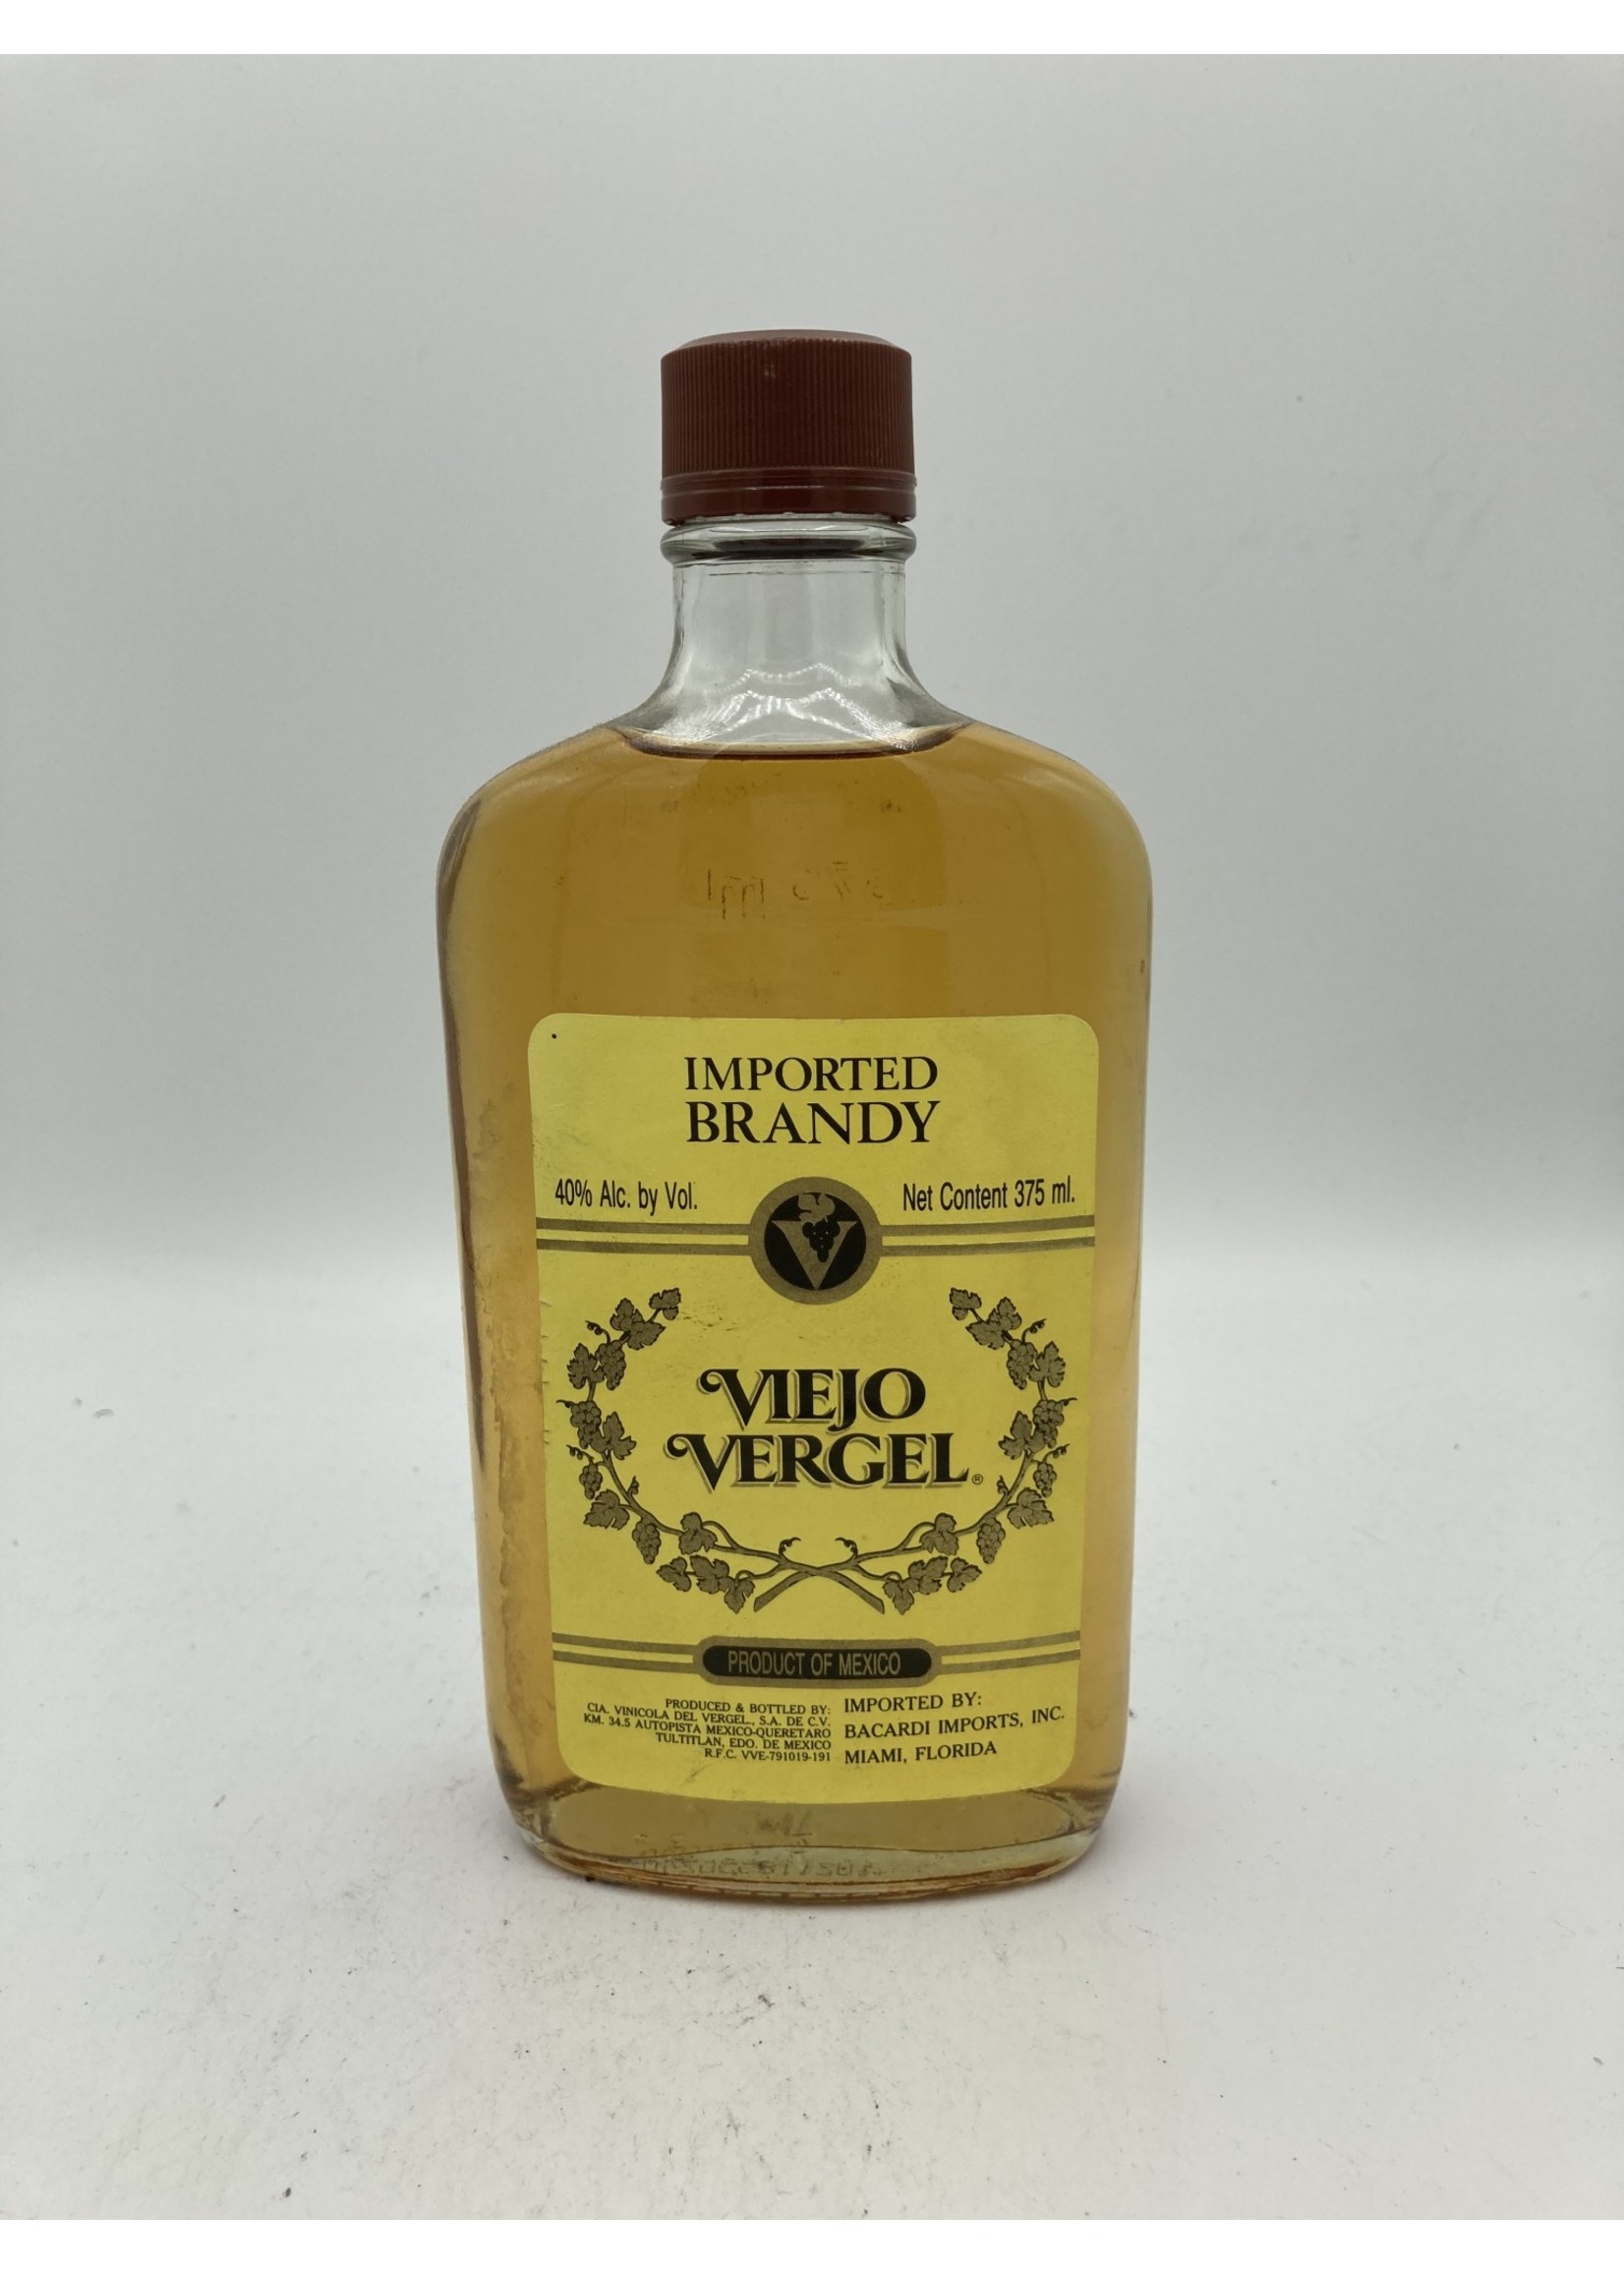 IMPORTED
BRANDY
40% Alc. by Vol.
Net Content 375 ml.
V
VIEJO
VERGEL®
PRODUCT OF MEXICO
PRODUCED & BOTTLED BY:
CIA. VINICOLA DEL VERGEL., S.A. DE C.V.
KM. 34.5 AUTOPISTA MEXICO-QUERETARO
TULTITLAN, EDO. DE MEXICO
R.F.C. VVE-791019-191
IMPORTED BY:
BACARDI IMPORTS, INC.
MIAMI, FLORIDA